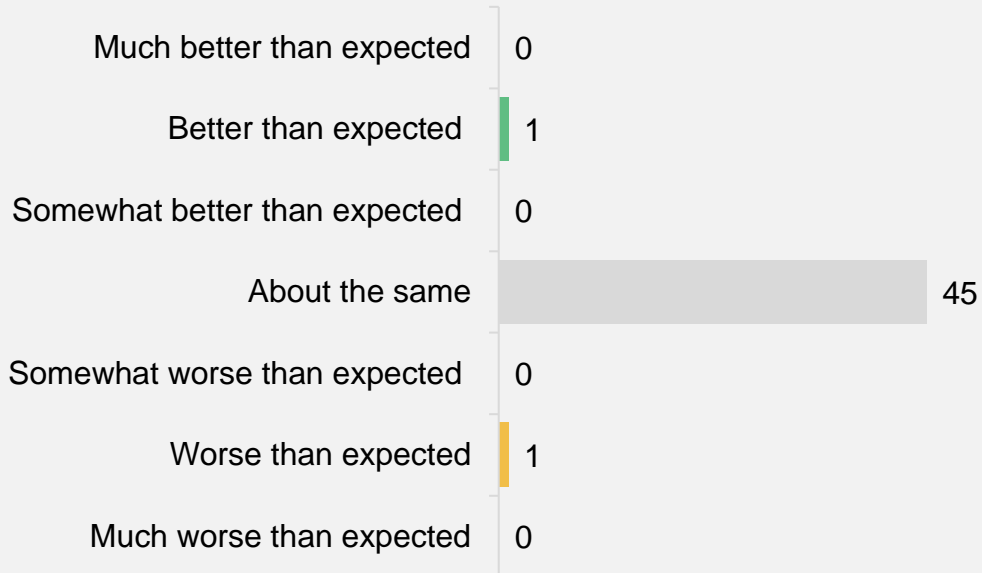 Much better than expected 0
Better than expected 1
Somewhat better than expected 0
About the same 45
Somewhat worse than expected 0
Worse than expected 1
Much worse than expected 0